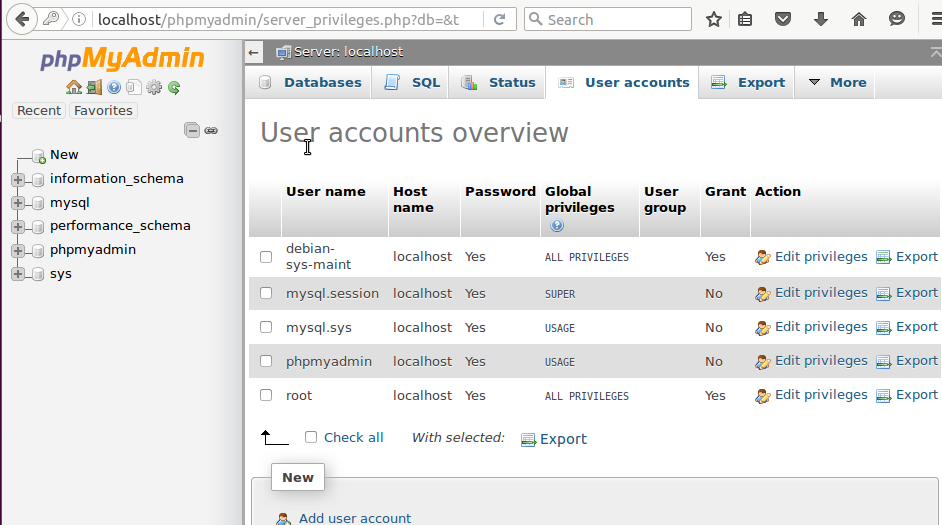 localhost/phpmyadmin/server_privileges.php?db=&t
Search
phpMyAdmin
Recent Favorites
New
information_schema
mysql
performance_schema
phpmyadmin
sys
Server: localhost
Databases SQL Status User accounts Export More
User accounts overview
User name Host name Password Global privileges User group Grant Action
debian-sys-maint localhost Yes ALL PRIVILEGES Yes Edit privileges Export
mysql.session localhost Yes SUPER No Edit privileges Export
mysql.sys localhost Yes USAGE No Edit privileges Export
phpmyadmin localhost Yes USAGE No Edit privileges Export
root localhost Yes ALL PRIVILEGES Yes Edit privileges Export
Check all With selected: Export
New
Add user account